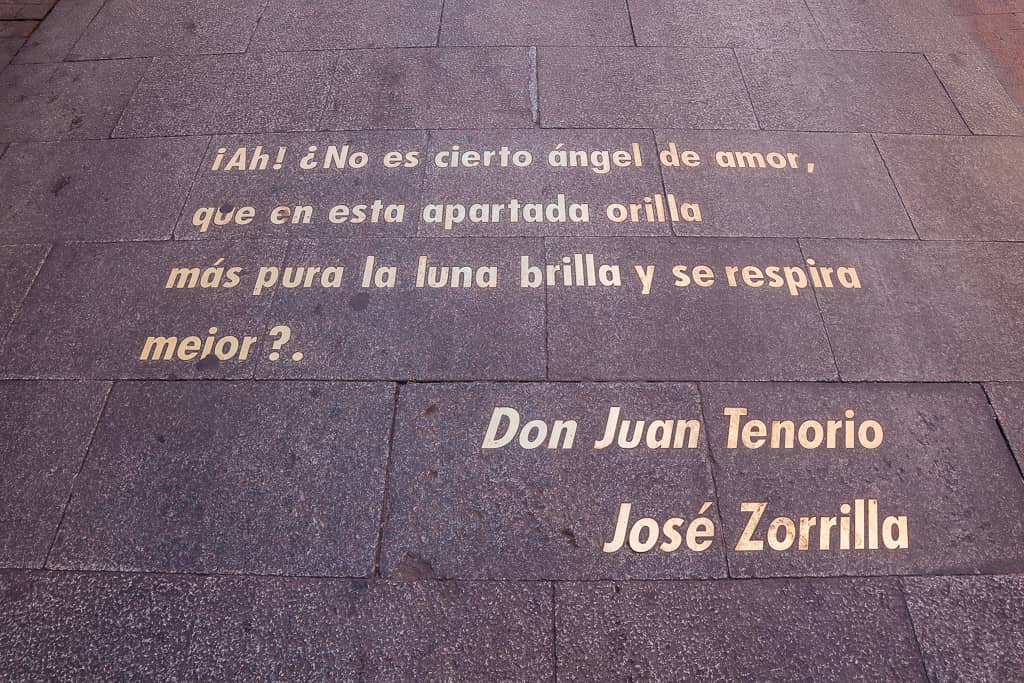 ¡Ah! ¿No es cierto ángel de amor,
que en esta apartada orilla
más pura la luna brilla y se respira
mejor?.
Don Juan Tenorio
José Zorrilla